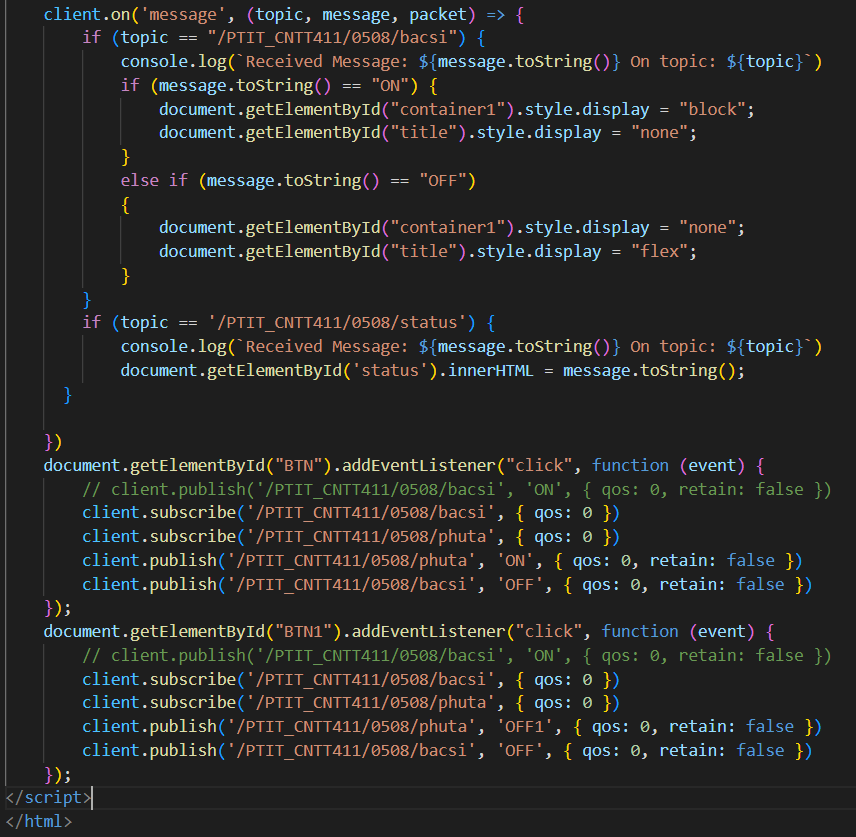 client.on('message', (topic, message, packet) => {
if (topic == "/PTIT_CNTT411/0508/bacsi") {
console.log(`Received Message: ${message.toString()} On topic: ${topic}`)
if (message.toString() == "ON") {
document.getElementById("container1").style.display = "block";
document.getElementById("title").style.display = "none";
}
else if (message.toString() == "OFF")
{
document.getElementById("container1").style.display = "none";
document.getElementById("title").style.display = "flex";
}
}
if (topic == '/PTIT_CNTT411/0508/status') {
console.log(`Received Message: ${message.toString()} On topic: ${topic}`)
document.getElementById('status').innerHTML = message.toString();
}
})
document.getElementById("BTN").addEventListener("click", function (event) {
// client.publish('/PTIT_CNTT411/0508/bacsi', 'ON', { qos: 0, retain: false })
client.subscribe('/PTIT_CNTT411/0508/bacsi', { qos: 0 })
client.subscribe('/PTIT_CNTT411/0508/phuta', { qos: 0 })
client.publish('/PTIT_CNTT411/0508/phuta', 'ON', { qos: 0, retain: false })
client.publish('/PTIT_CNTT411/0508/bacsi', 'OFF', { qos: 0, retain: false })
});
document.getElementById("BTN1").addEventListener("click", function (event) {
// client.publish('/PTIT_CNTT411/0508/bacsi', 'ON', { qos: 0, retain: false })
client.subscribe('/PTIT_CNTT411/0508/bacsi', { qos: 0 })
client.subscribe('/PTIT_CNTT411/0508/phuta', { qos: 0 })
client.publish('/PTIT_CNTT411/0508/phuta', 'OFF1', { qos: 0, retain: false })
client.publish('/PTIT_CNTT411/0508/bacsi', 'OFF', { qos: 0, retain: false })
});
</script>
</html>